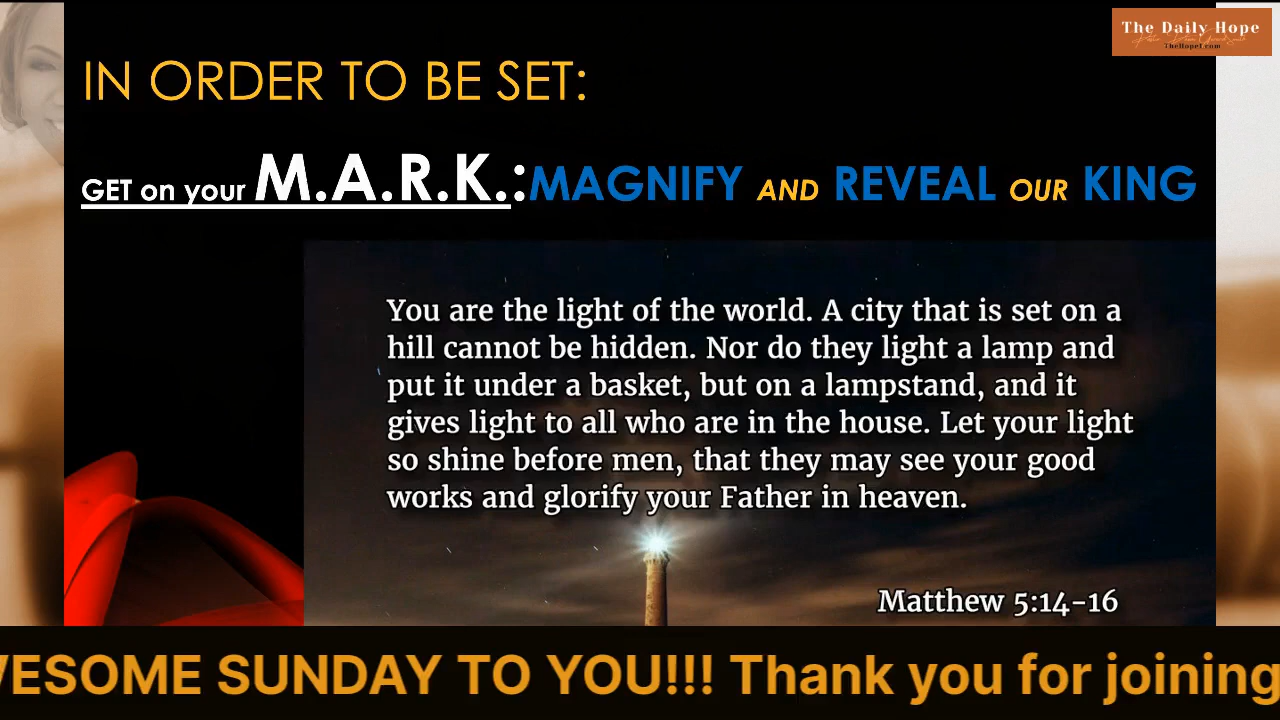 The Daily Hope
TheHope1.com
IN ORDER TO BE SET:
GET on your M.A.R.K.:MAGNIFY AND REVEAL OUR KING
You are the light of the world. A city that is set on a
hill cannot be hidden. Nor do they light a lamp and
put it under a basket, but on a lampstand, and it
gives light to all who are in the house. Let your light
so shine before men, that they may see your good
works and glorify your Father in heaven.
Matthew 5:14-16
WESOME SUNDAY TO YOU!!! Thank you for joining